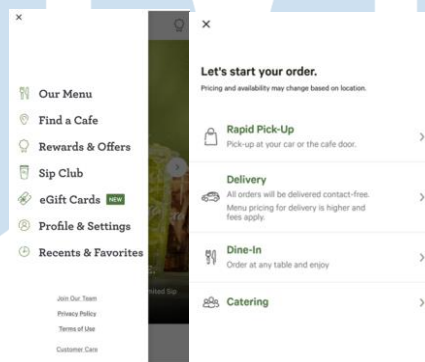 Our Menu
Find a Cafe
Rewards & Offers
Sip Club
eGift Cards NEW
Profile & Settings
Recents & Favorites
Join Our Team
Privacy Policy
Terms of Use
Customer Care
Let's start your order.
Pricing and availability may change based on location.
Rapid Pick-Up
Pick-up at your car or the cafe door.
Delivery
All orders will be delivered contact-free.
Menu pricing for delivery is higher and
fees apply.
Dine-In
Order at any table and enjoy
Catering